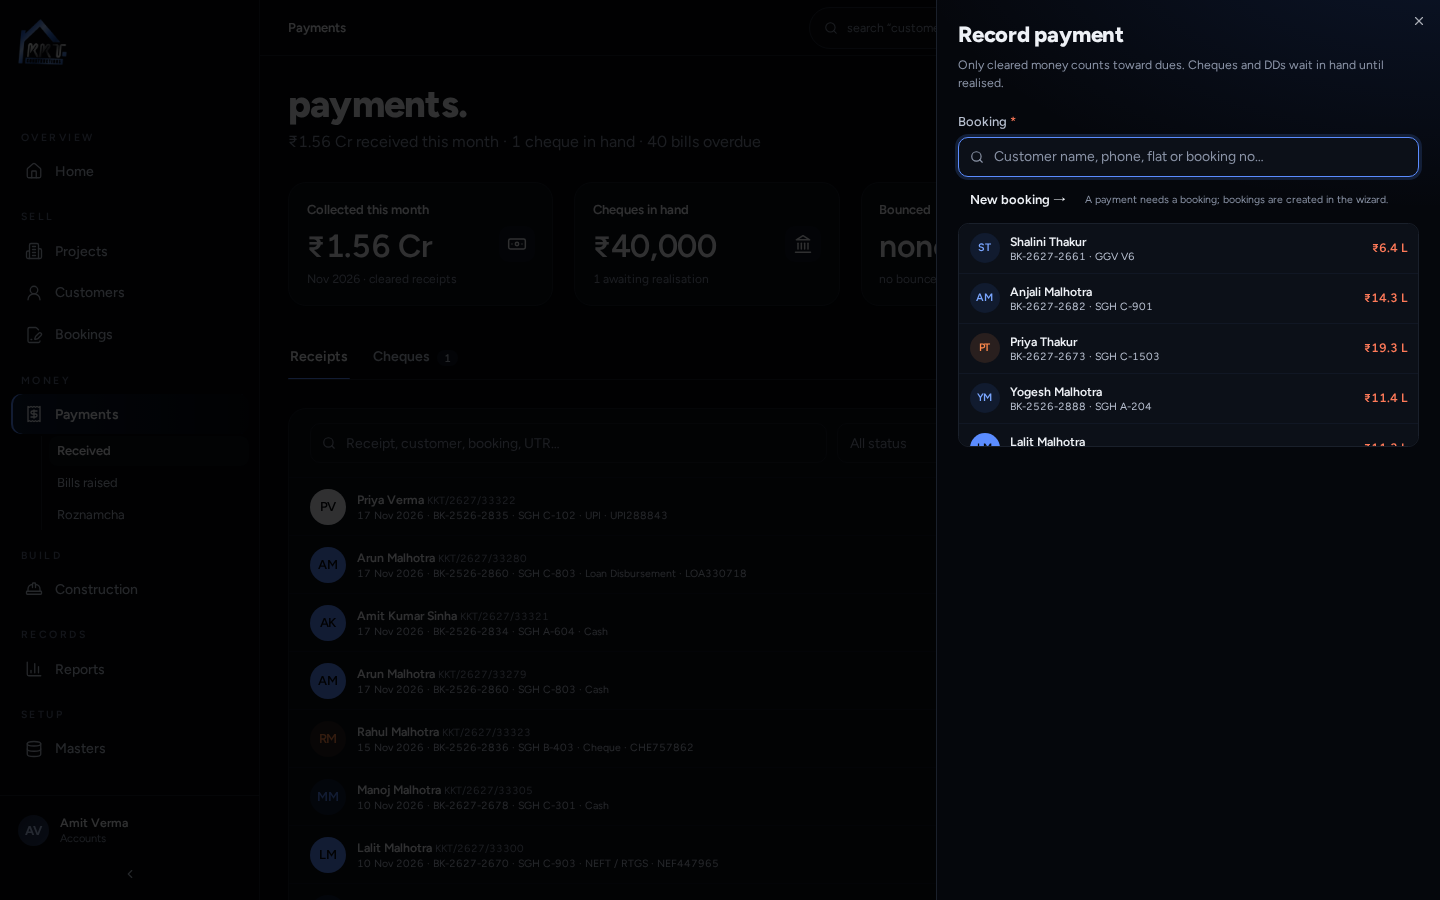 KKT
OVERVIEW
Home
SELL
Projects
Customers
Bookings
MONEY
Payments
Received
Bills raised
Roznamcha
BUILD
Construction
RECORDS
Reports
SETUP
Masters
AV
Amit Verma
Accounts
Payments
search "custome
payments.
₹1.56 Cr received this month · 1 cheque in hand · 40 bills overdue
Collected this month
₹1.56 Cr
Nov 2026 · cleared receipts
Cheques in hand
₹40,000
1 awaiting realisation
Bounced
none
no bounce
Receipts
Cheques 1
Receipt, customer, booking, UTR...
All status
PV
Priya Verma KKT/2627/33322
17 Nov 2026 · BK-2526-2835 · SGH C-102 · UPI · UPI288843
AM
Arun Malhotra KKT/2627/33280
17 Nov 2026 · BK-2526-2860 · SGH C-803 · Loan Disbursement · LOA330718
AK
Amit Kumar Sinha KKT/2627/33321
17 Nov 2026 · BK-2526-2834 · SGH A-604 · Cash
AM
Arun Malhotra KKT/2627/33279
17 Nov 2026 · BK-2526-2860 · SGH C-803 · Cash
RM
Rahul Malhotra KKT/2627/33323
15 Nov 2026 · BK-2526-2836 · SGH B-403 · Cheque · CHE757862
MM
Manoj Malhotra KKT/2627/33305
10 Nov 2026 · BK-2627-2678 · SGH C-301 · Cash
LM
Lalit Malhotra KKT/2627/33300
10 Nov 2026 · BK-2627-2670 · SGH C-903 · NEFT / RTGS · NEF447965
Record payment
Only cleared money counts toward dues. Cheques and DDs wait in hand until
realised.
Booking *
Customer name, phone, flat or booking no...
New booking → A payment needs a booking; bookings are created in the wizard.
ST
Shalini Thakur
BK-2627-2661 · GGV V6
₹6.4 L
AM
Anjali Malhotra
BK-2627-2682 · SGH C-901
₹14.3 L
PT
Priya Thakur
BK-2627-2673 · SGH C-1503
₹19.3 L
YM
Yogesh Malhotra
BK-2526-2888 · SGH A-204
₹11.4 L
Lalit Malhotra